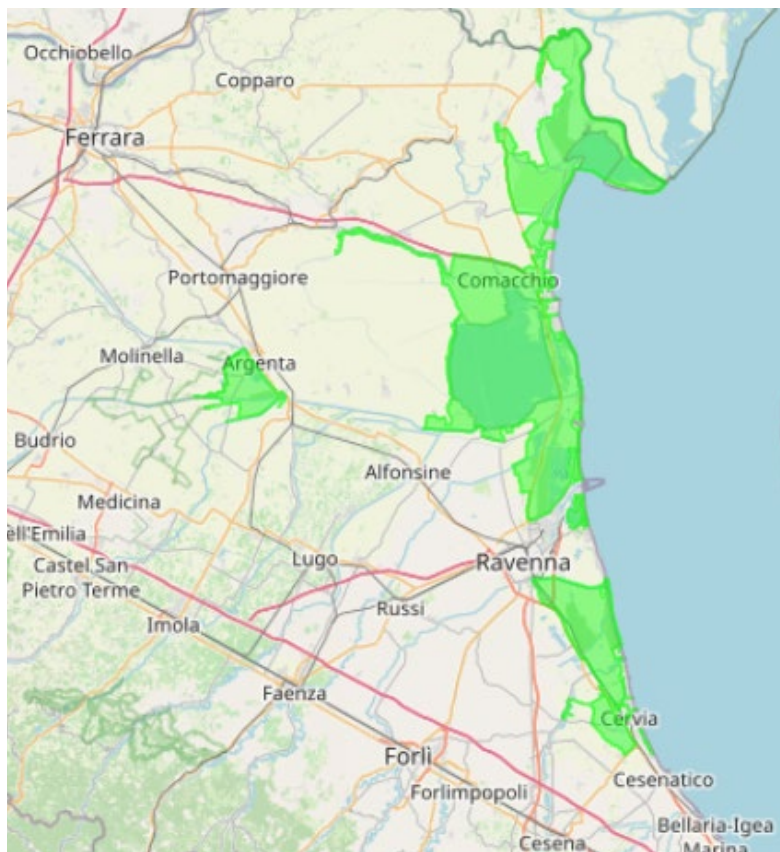 Occhiobello
Copparo
Ferrara
Portomaggiore
Comacchio
Molinella
Argenta
Budrio
Alfonsine
Medicina
ell'Emilia
Castel San
Pietro Terme
Lugo
Ravenna
Russi
Imola
Faenza
Cervia
Forlì
Cesenatico
Forlimpopoli
Bellaria-Igea
Marina
Cesena